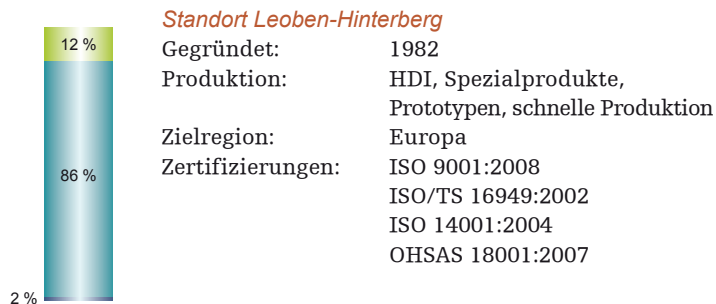 Standort Leoben-Hinterberg
Gegründet: 1982
Produktion: HDI, Spezialprodukte,
Prototypen, schnelle Produktion
Zielregion: Europa
Zertifizierungen: ISO 9001:2008
ISO/TS 16949:2002
ISO 14001:2004
OHSAS 18001:2007
12 %
86 %
2 %